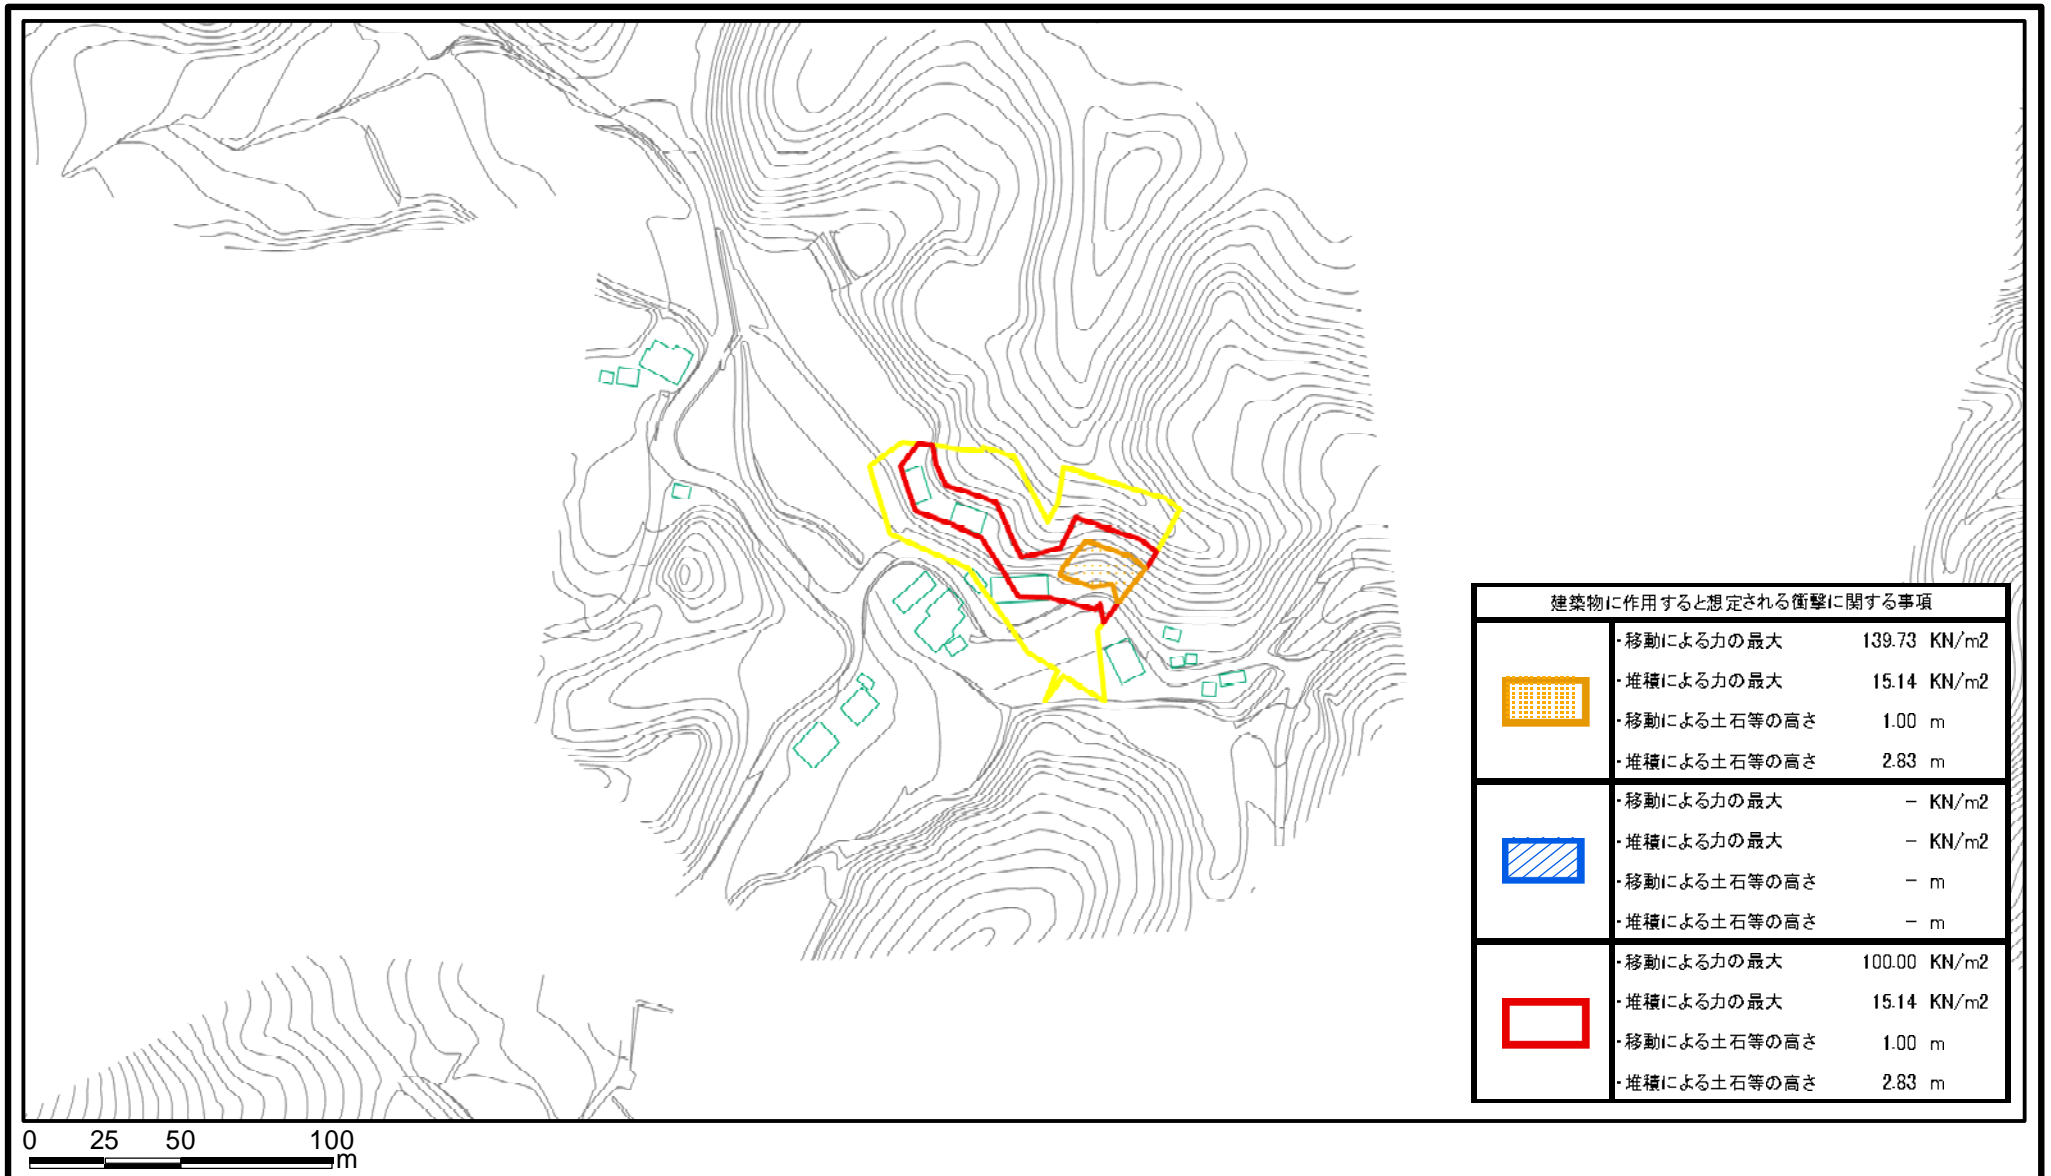 建築物に作用すると想定される衝撃に関する事項
・移動による力の最大 139.73 KN/m2
・堆積による力の最大 15.14 KN/m2
・移動による土石等の高さ 1.00 m
・堆積による土石等の高さ 2.83 m
・移動による力の最大 － KN/m2
・堆積による力の最大 － KN/m2
・移動による土石等の高さ － m
・堆積による土石等の高さ － m
・移動による力の最大 100.00 KN/m2
・堆積による力の最大 15.14 KN/m2
・移動による土石等の高さ 1.00 m
・堆積による土石等の高さ 2.83 m
0 25 50 100
m